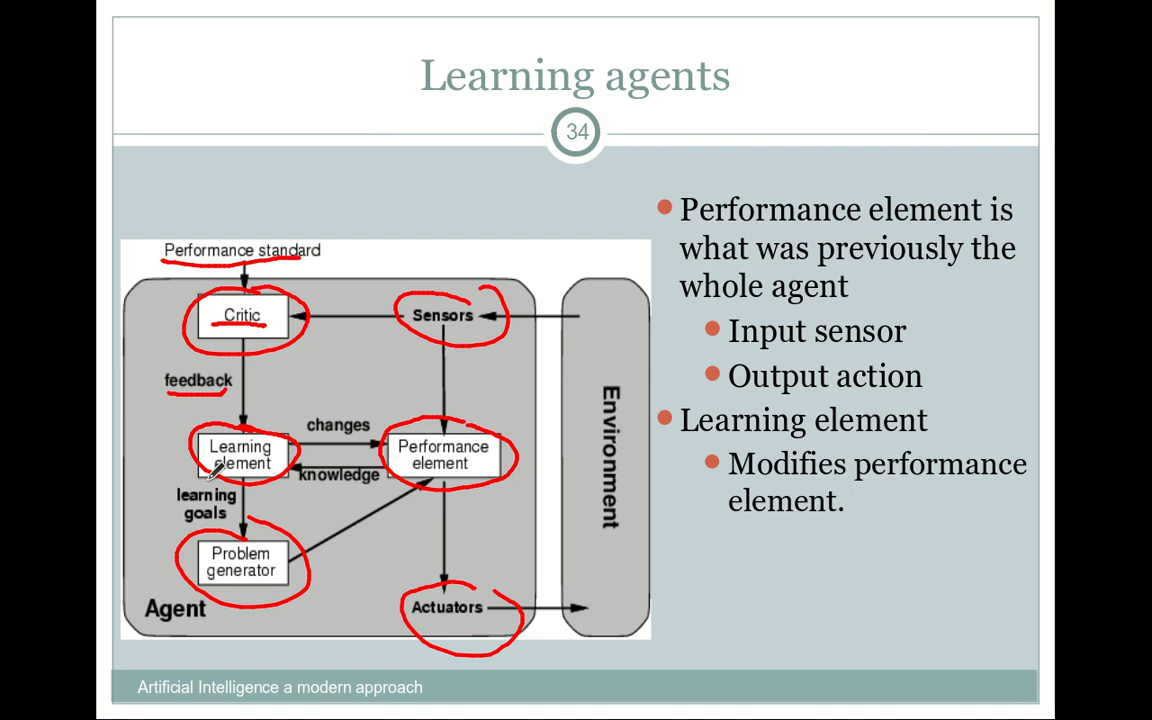 Learning agents
34
Performance standard
Critic
Sensors
feedback
changes
Learning
element
Performance
element
knowledge
learning
goals
Problem
generator
Agent
Actuators
Environment
Performance element is
what was previously the
whole agent
Input sensor
Output action
Learning element
Modifies performance
element.
Artificial Intelligence a modern approach